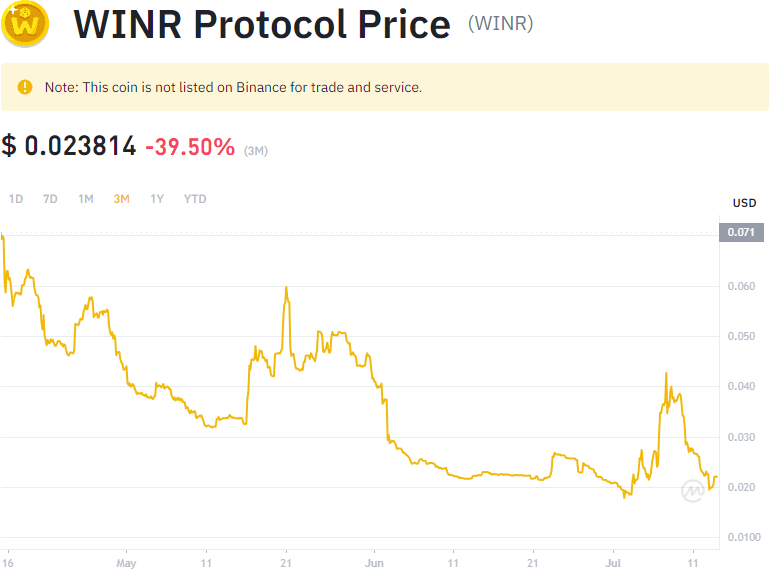 WINR Protocol Price (WINR)
Note: This coin is not listed on Binance for trade and service.
$ 0.023814 -39.50% (3M)
1D 7D 1M 3M 1Y YTD
USD
0.071
0.060
0.050
0.040
0.030
0.020
0.0100
16 May 11 21 Jun 11 21 Jul 11